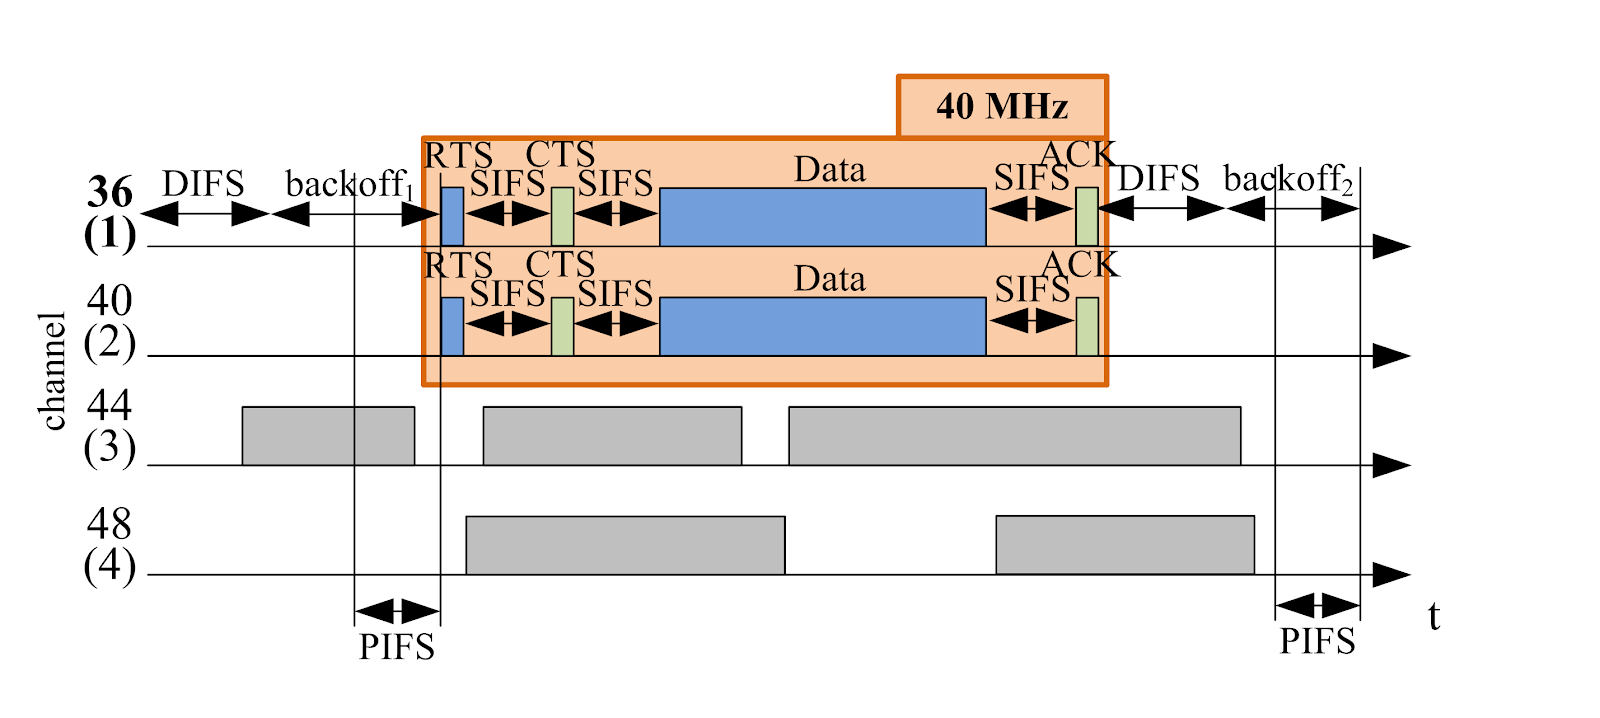 40 MHz
RTS CTS Data SIFS ACK
36 DIFS backoff₁ SIFS SIFS DIFS backoff₂
(1)
RTS CTS Data ACK
40 SIFS SIFS SIFS
(2)
channel
44
(3)
48
(4)
t
PIFS PIFS